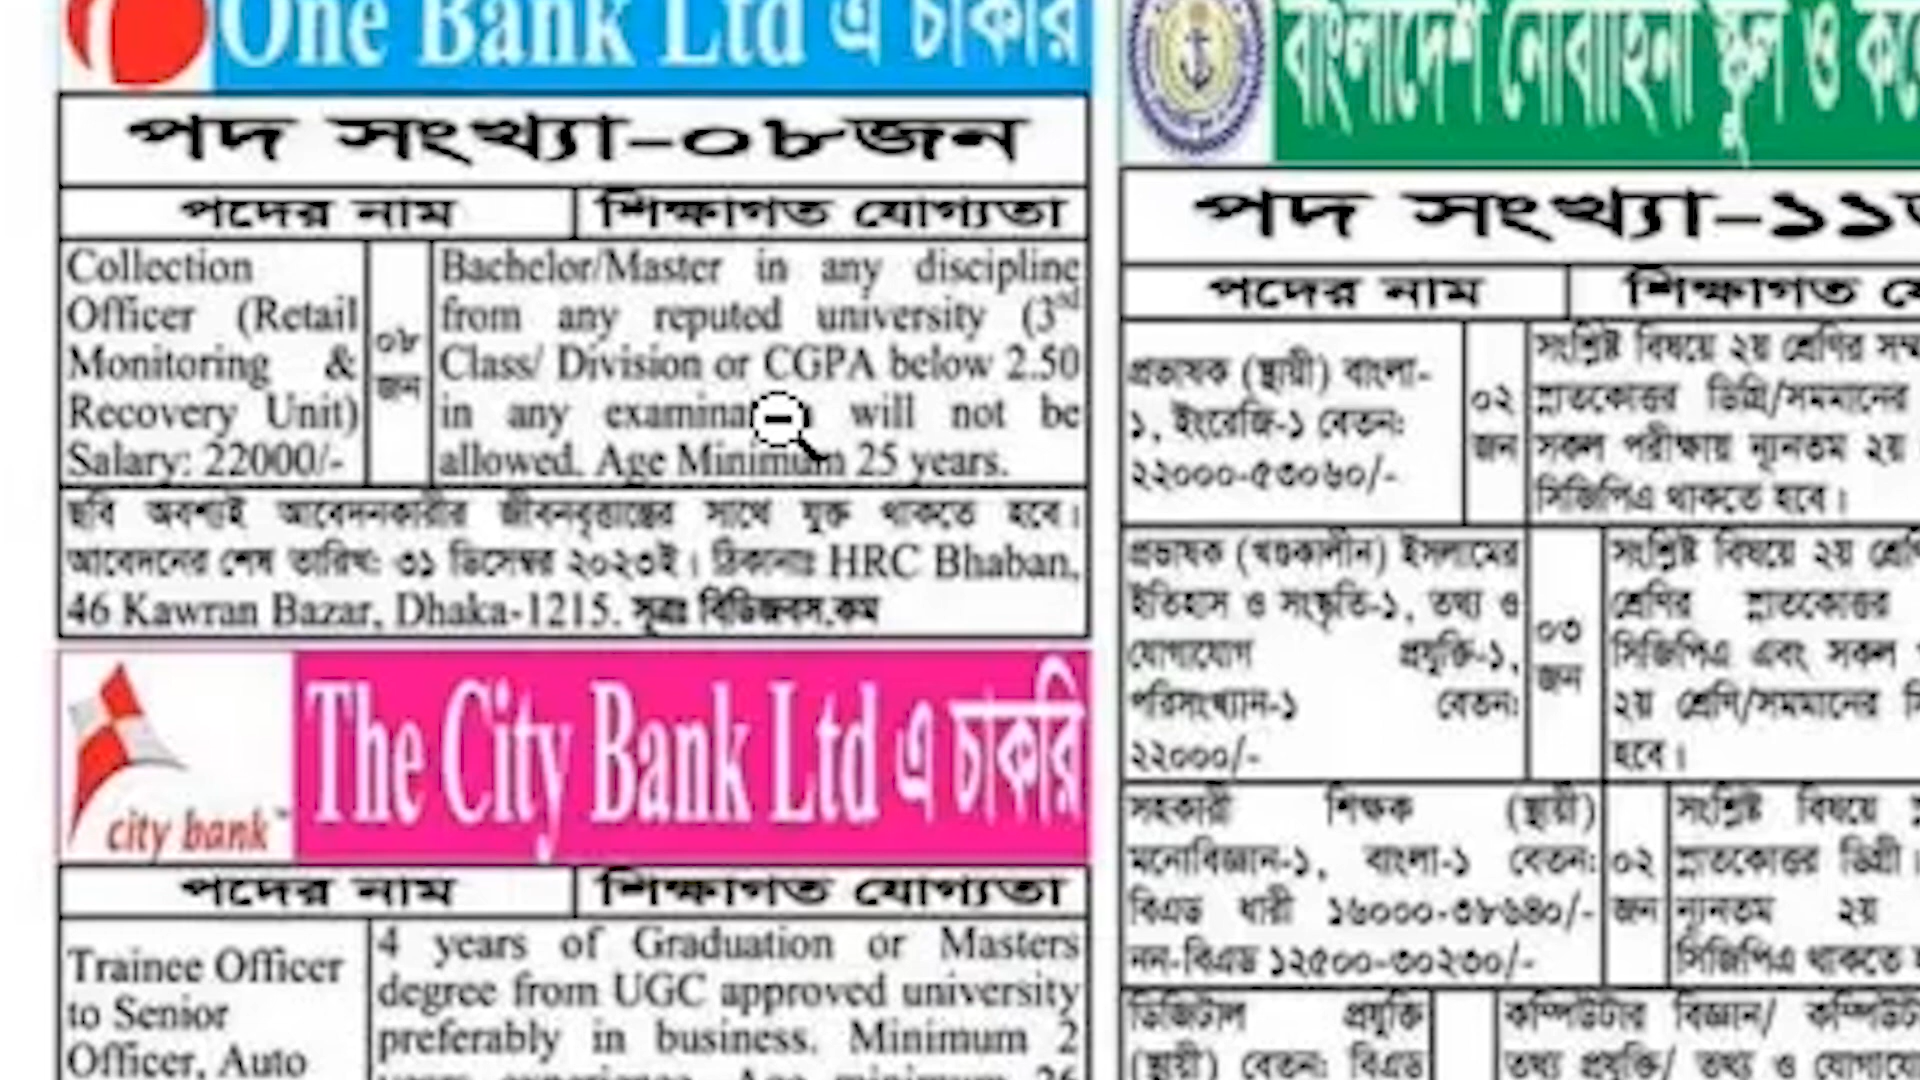 One Bank Ltd এ চাকরি
পদ সংখ্যা-০৮জন
পদের নাম শিক্ষাগত যোগ্যতা
Collection
Officer (Retail
Monitoring &
Recovery Unit)
Salary: 22000/-
০৮
জন
Bachelor/Master in any discipline
from any reputed university (3rd
Class/ Division or CGPA below 2.50
in any will not be
allowed. Age Minimum 25 years.
ছবি অবশ্যই আবেদনকারীর জীবনবৃত্তান্তের সাথে যুক্ত থাকতে হবে।
আবেদনের শেষ তারিখ: ৩১ ডিসেম্বর ২০২৩ই। ঠিকানাঃ HRC Bhaban,
46 Kawran Bazar, Dhaka-1215. সূত্রঃ বিডিজবস.কম
city bank
The City Bank Ltd এ চাকরি
পদের নাম শিক্ষাগত যোগ্যতা
Trainee Officer
to Senior
Officer, Auto
4 years of Graduation or Masters
degree from UGC approved university
preferably in business. Minimum 2
বাংলাদেশ নৌবাহিনী স্কুল ও
পদ সংখ্যা-১১
পদের নাম শিক্ষাগত
প্রভাষক (স্থায়ী) বাংলা-
১, ইংরেজি-১ বেতন:
২২০০০-৫৩০৬০/-
০২
জন
সংশ্লিষ্ট বিষয়ে ২য় শ্রেণির
স্নাতকোত্তর ডিগ্রি/সমমানের
সকল পরীক্ষায় ন্যূনতম ২য়
সিজিপিএ থাকতে হবে।
প্রভাষক (খণ্ডকালীন) ইসলামের
ইতিহাস ও সংস্কৃতি-১, তথ্য ও
যোগাযোগ প্রযুক্তি-১,
পরিসংখ্যান-১ বেতন:
২২০০০/-
০৩
জন
সংশ্লিষ্ট বিষয়ে ২য়
শ্রেণির স্নাতকোত্তর
সিজিপিএ এবং সকল
২য় শ্রেণি/সমমানের
হবে।
সহকারী শিক্ষক (স্থায়ী)
মনোবিজ্ঞান-১, বাংলা-১ বেতন:
বিএড ধারী ১৬০০০-৩৮৬৪০/-
নন-বিএড ১২৫০০-৩০২৩০/-
০২
জন
সংশ্লিষ্ট বিষয়ে
স্নাতকোত্তর ডিগ্রী।
ন্যূনতম ২য়
সিজিপিএ থাকতে
ডিজিটাল প্রযুক্তি
(স্থায়ী) বেতন: বিএড
কম্পিউটার বিজ্ঞান/
তথ্য প্রযুক্তি/ তথ্য ও